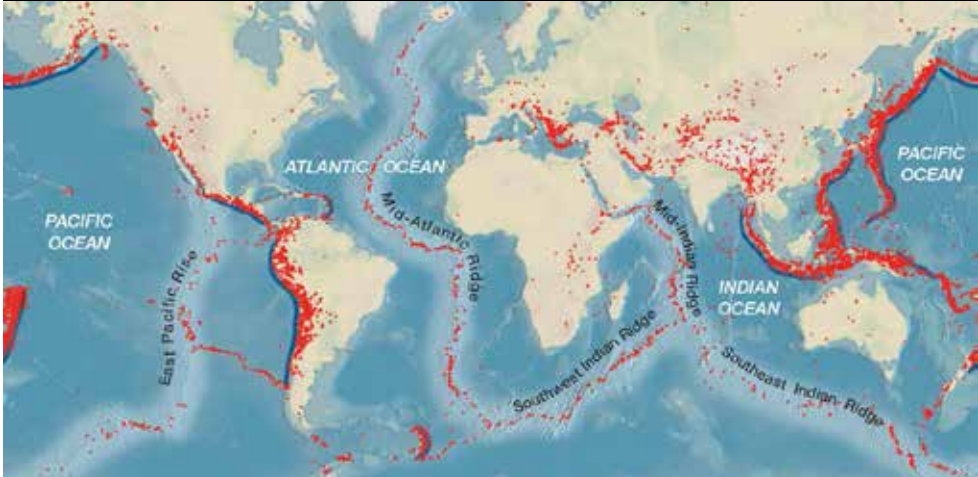 ATLANTIC OCEAN
PACIFIC
OCEAN
PACIFIC
OCEAN
Mid-Atlantic
Ridge
Mid-Indian Ridge
East Pacific Rise
INDIAN
OCEAN
Southwest Indian Ridge
Southeast Indian Ridge